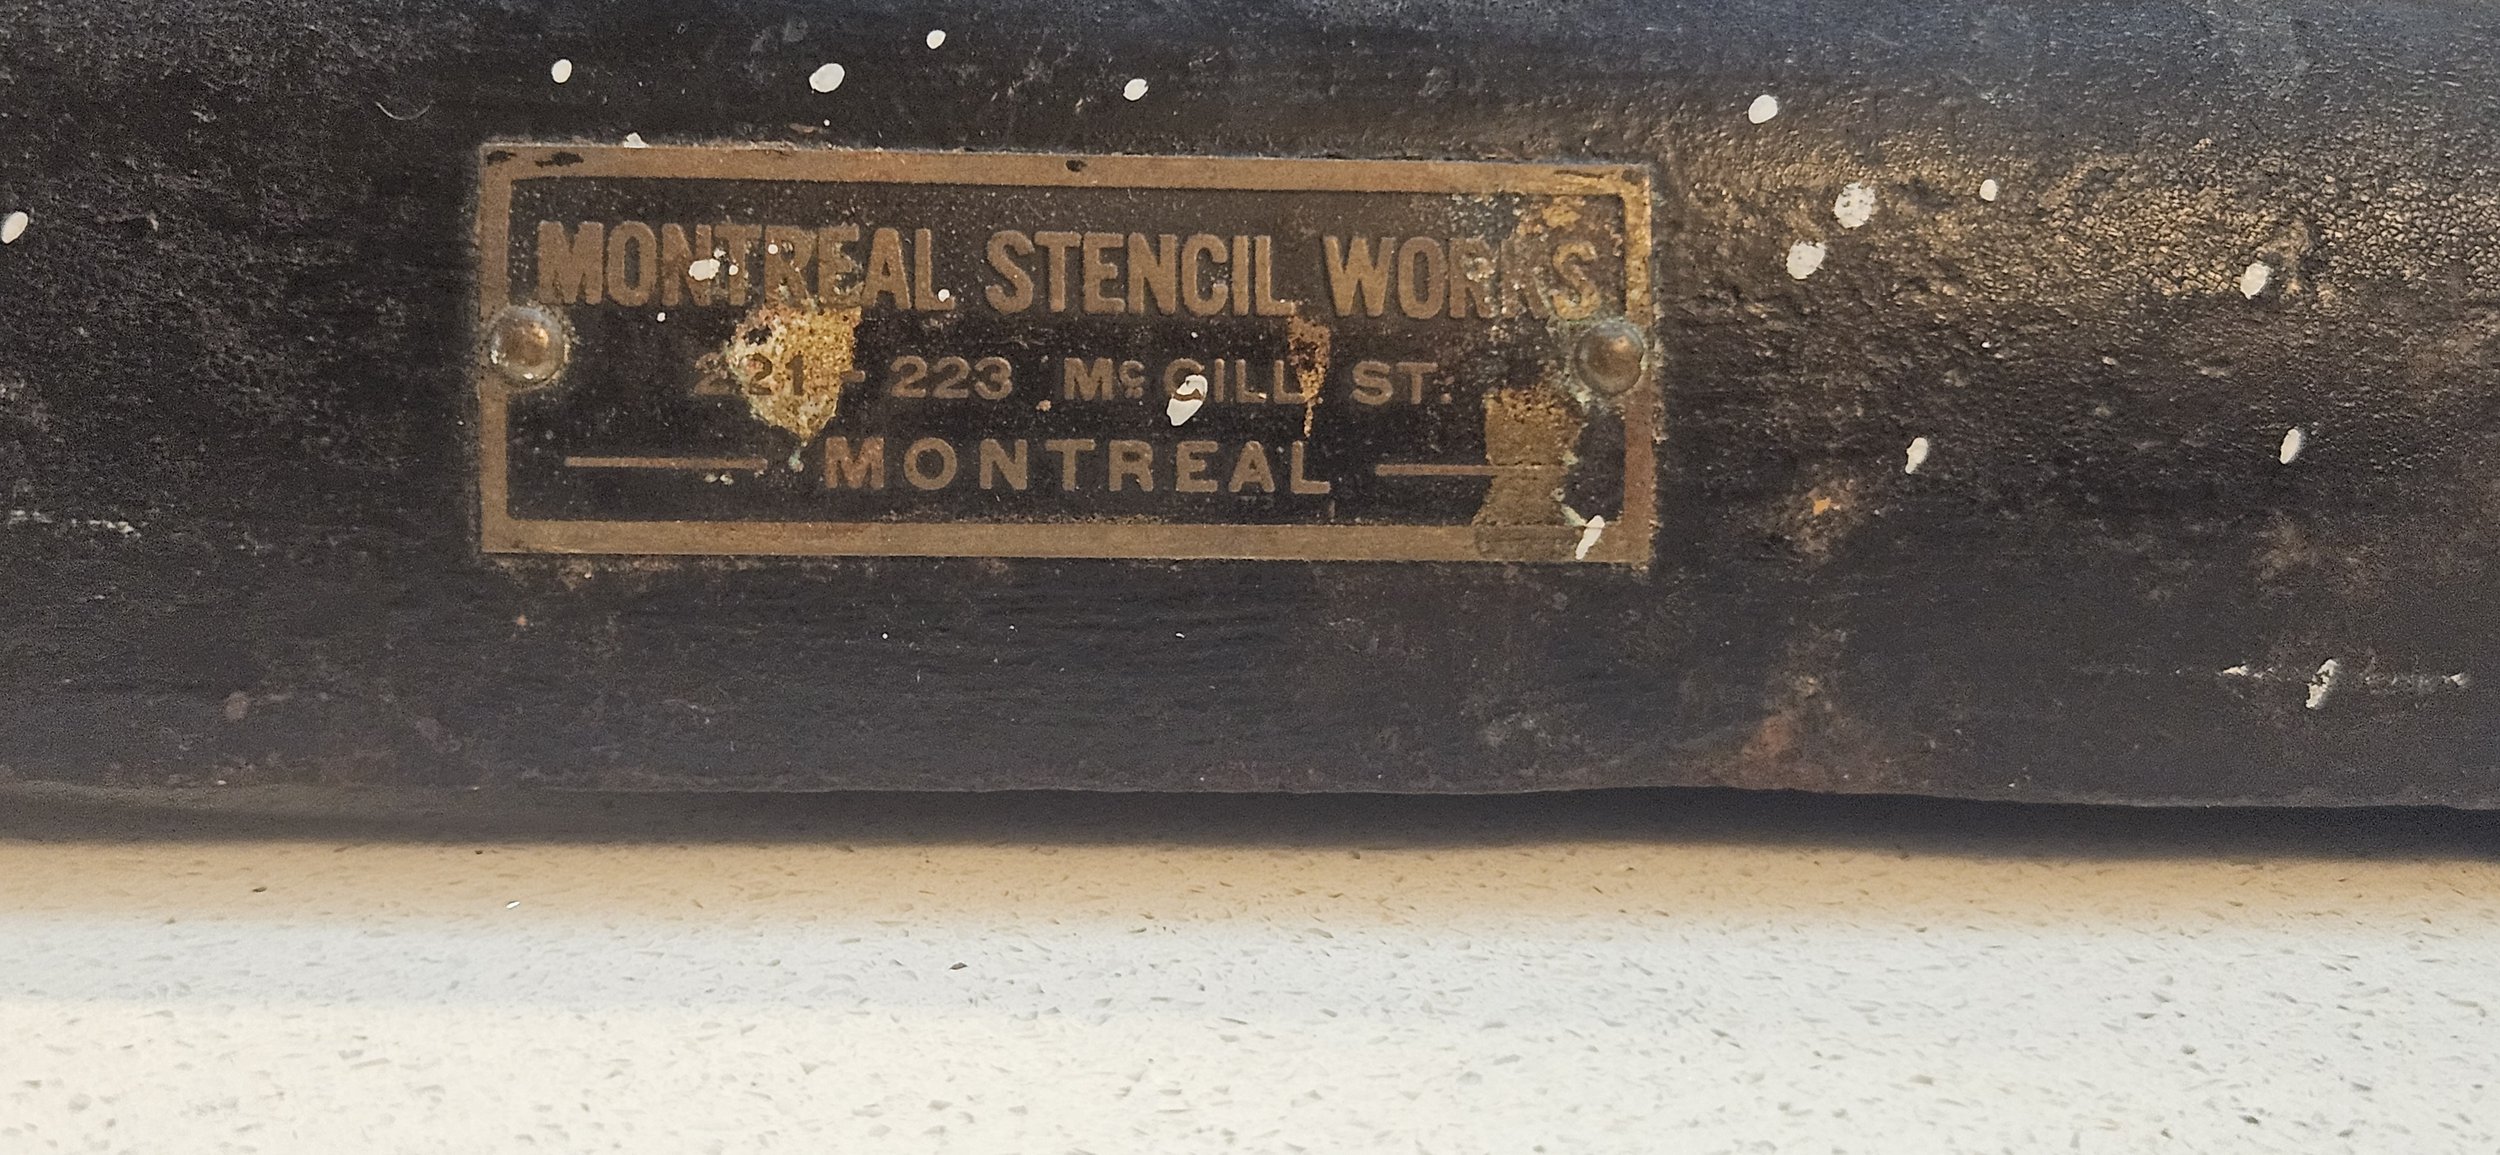 MONTREAL STENCIL WORKS
221-223 McGILL ST.
MONTREAL